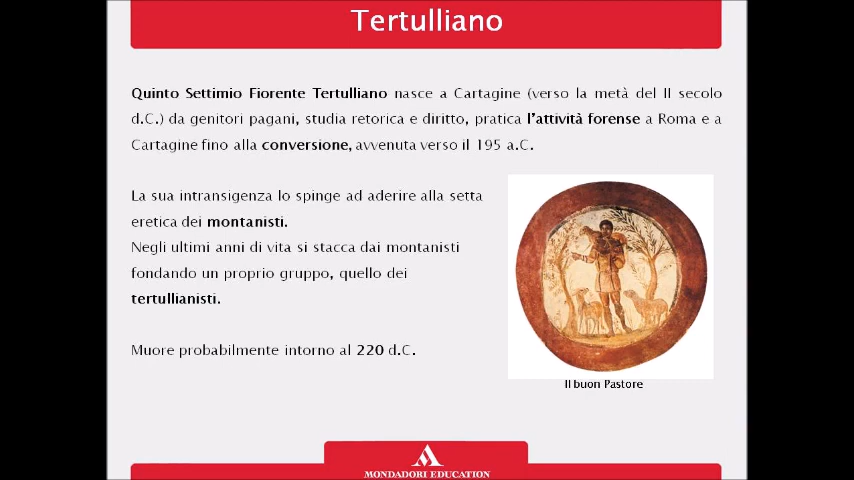 Tertulliano
Quinto Settimio Fiorente Tertulliano nasce a Cartagine (verso la metà del II secolo
d.C.) da genitori pagani, studia retorica e diritto, pratica l'attività forense a Roma e a
Cartagine fino alla conversione, avvenuta verso il 195 a.C.
La sua intransigenza lo spinge ad aderire alla setta
eretica dei montanisti.
Negli ultimi anni di vita si stacca dai montanisti
fondando un proprio gruppo, quello dei
tertullianisti.
Muore probabilmente intorno al 220 d.C.
Il buon Pastore
MONDADORI EDUCATION